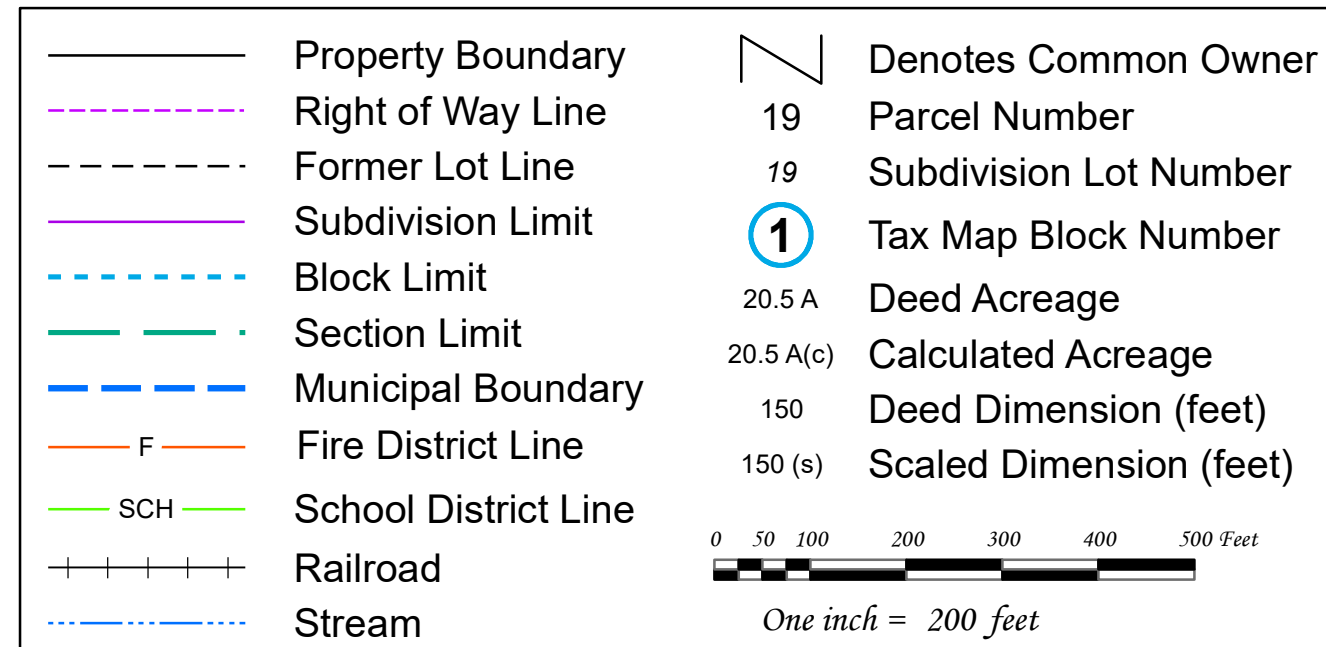 Property Boundary
Right of Way Line
Former Lot Line
Subdivision Limit
Block Limit
Section Limit
Municipal Boundary
F Fire District Line
SCH School District Line
Railroad
Stream
Denotes Common Owner
19 Parcel Number
19 Subdivision Lot Number
1 Tax Map Block Number
20.5 A Deed Acreage
20.5 A(c) Calculated Acreage
150 Deed Dimension (feet)
150 (s) Scaled Dimension (feet)
0 50 100 200 300 400 500 Feet
One inch = 200 feet